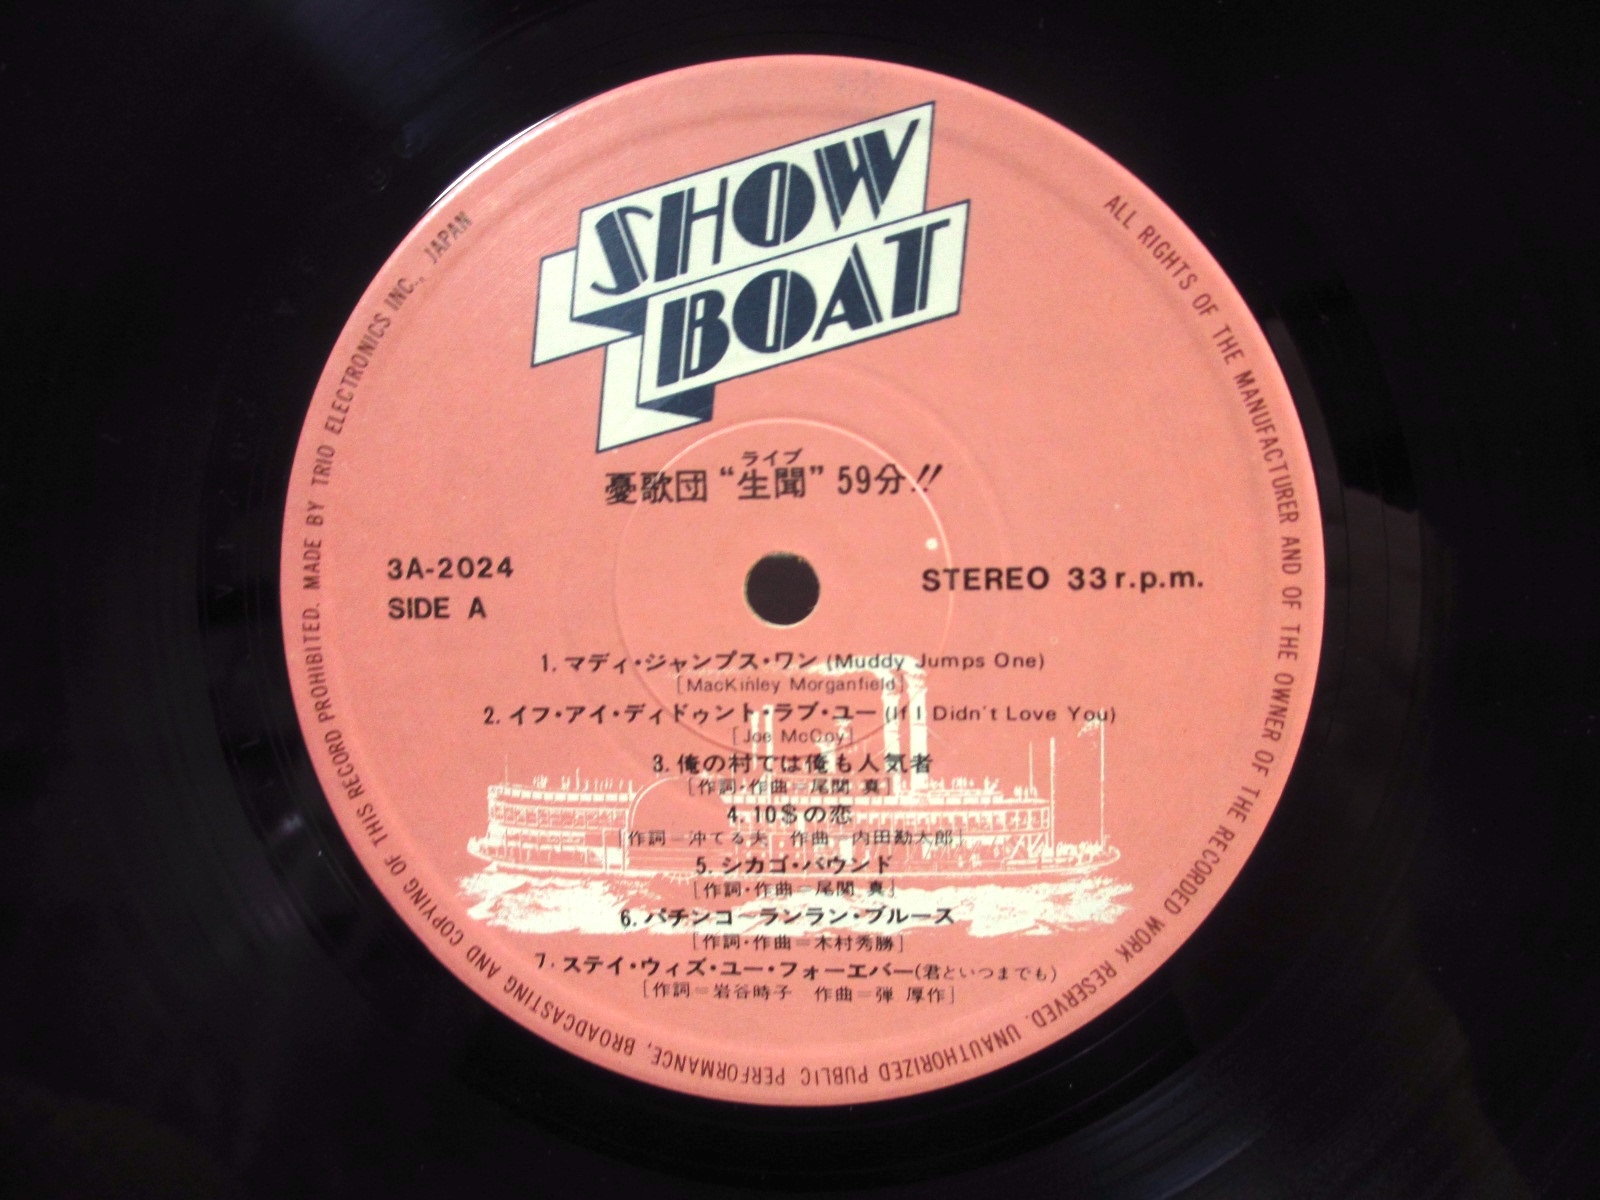 SHOW
BOAT
ライブ
憂歌団 “生聞” 59分!!
3A-2024
SIDE A
STEREO 33 r.p.m.
1. マディ・ジャンプス・ワン (Muddy Jumps One)
[MacKinley Morganfield]
2. イフ・アイ・ディドゥント・ラブ・ユー (If I Didn't Love You)
[Joe McCoy]
3. 俺の村では俺も人気者
[作詞・作曲=尾関 真]
4. 10$の恋
[作詞=沖てる夫 作曲=内田勘太郎]
5. シカゴ・バウンド
[作詞・作曲=尾関 真]
6. パチンコ〜ランラン・ブルース
[作詞・作曲=木村秀勝]
7. ステイ・ウィズ・ユー・フォーエバー(君といつまでも)
[作詞=岩谷時子 作曲=弾 厚作]
ALL RIGHTS OF THE MANUFACTURER AND OF THE OWNER OF THE RECORDED WORK RESERVED. UNAUTHORIZED PUBLIC PERFORMANCE, BROADCASTING AND COPYING OF THIS RECORD PROHIBITED. MADE BY TRIO ELECTRONICS INC., JAPAN